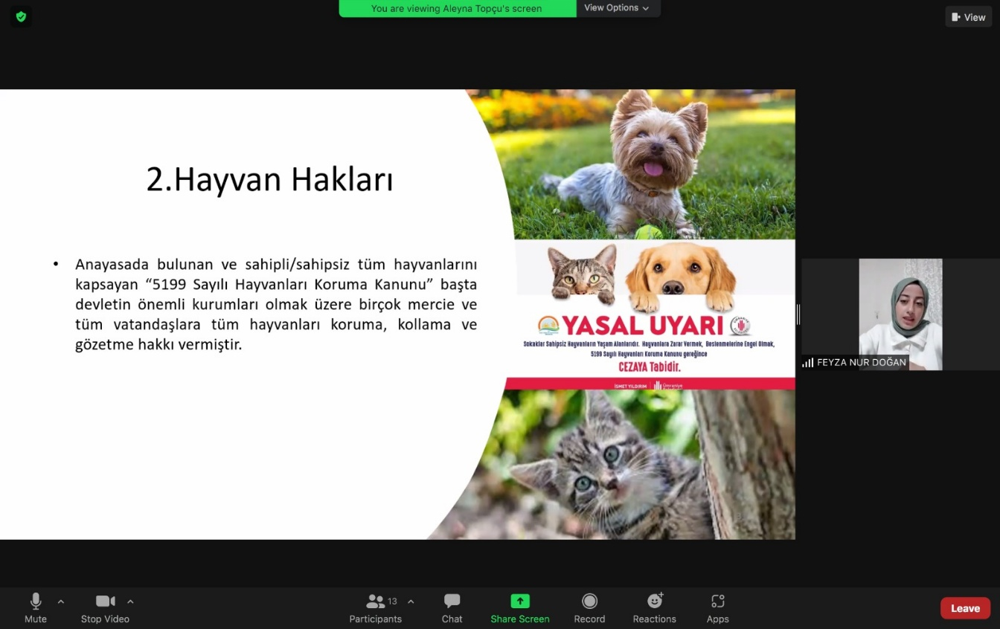 You are viewing Aleyna Topçu's screen
View Options
View
2.Hayvan Hakları
• Anayasada bulunan ve sahipli/sahipsiz tüm hayvanlarını
kapsayan “5199 Sayılı Hayvanları Koruma Kanunu” başta
devletin önemli kurumları olmak üzere birçok mercie ve
tüm vatandaşlara tüm hayvanları koruma, kollama ve
gözetme hakkı vermiştir.
YASAL UYARI
Sokaklar Sahipsiz Hayvanların Yaşam Alanlarıdır. Hayvanlara Zarar Vermek, Beslenmelerine Engel Olmak,
5199 Sayılı Hayvanları Koruma Kanunu gereğince
CEZAYA Tabidir.
İSMET YILDIRIM
Ümraniye
FEYZA NUR DOĞAN
Mute
Stop Video
13
Participants
Chat
Share Screen
Record
Reactions
Apps
Leave